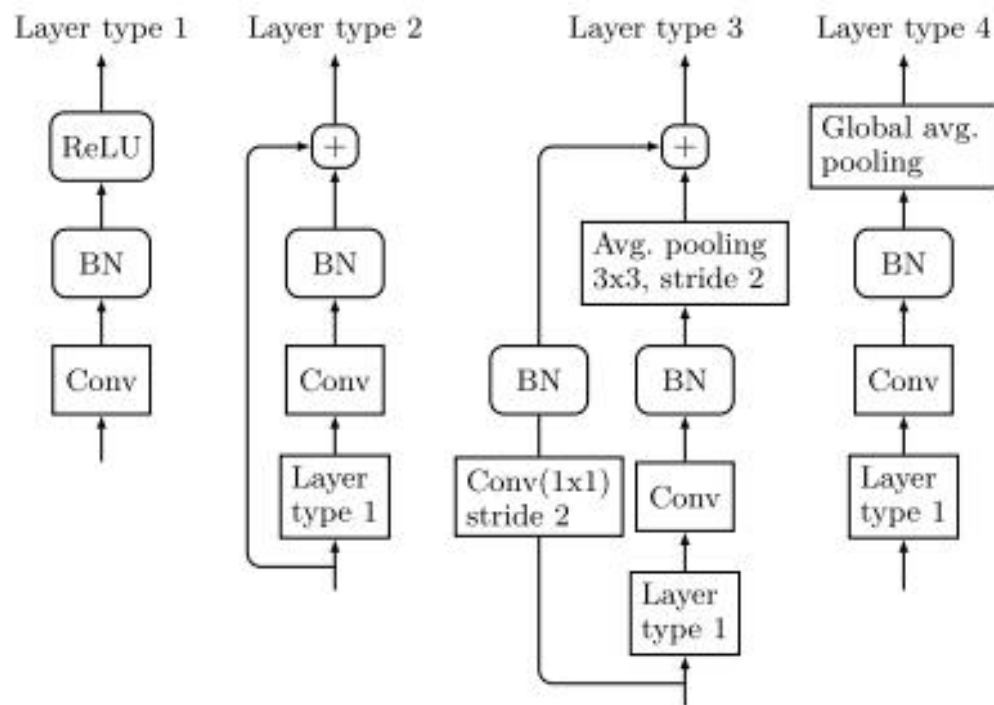 Layer type 1
Layer type 2
Layer type 3
Layer type 4
ReLU
BN
Conv
+
BN
Conv
Layer
type 1
+
Avg. pooling
3x3, stride 2
BN
BN
Conv(1x1)
stride 2
Conv
Layer
type 1
Global avg.
pooling
BN
Conv
Layer
type 1